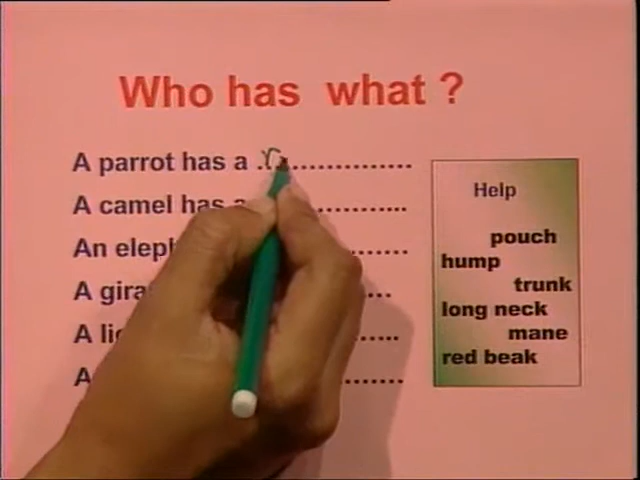 Who has what ?
A parrot has a r..............
A camel has a ............
An eleph ........
A gira ......
A li .......
A ........
Help
pouch
hump
trunk
long neck
mane
red beak